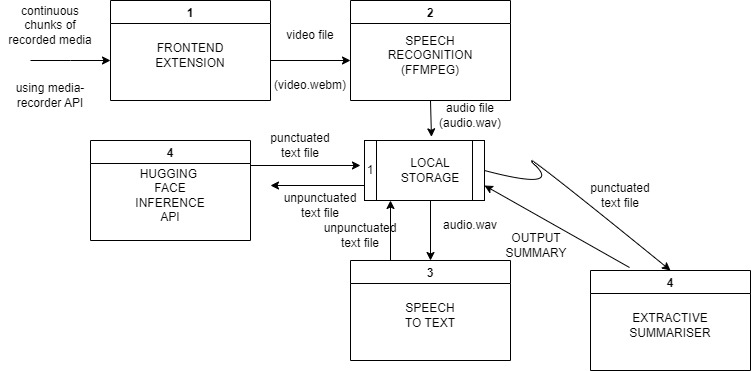 continuous
chunks of
recorded media
using media-
recorder API
1
FRONTEND
EXTENSION
video file
(video.webm)
2
SPEECH
RECOGNITION
(FFMPEG)
audio file
(audio.wav)
4
HUGGING
FACE
INFERENCE
API
punctuated
text file
unpunctuated
text file
1
LOCAL
STORAGE
unpunctuated
text file
audio.wav
punctuated
text file
OUTPUT
SUMMARY
3
SPEECH
TO TEXT
4
EXTRACTIVE
SUMMARISER